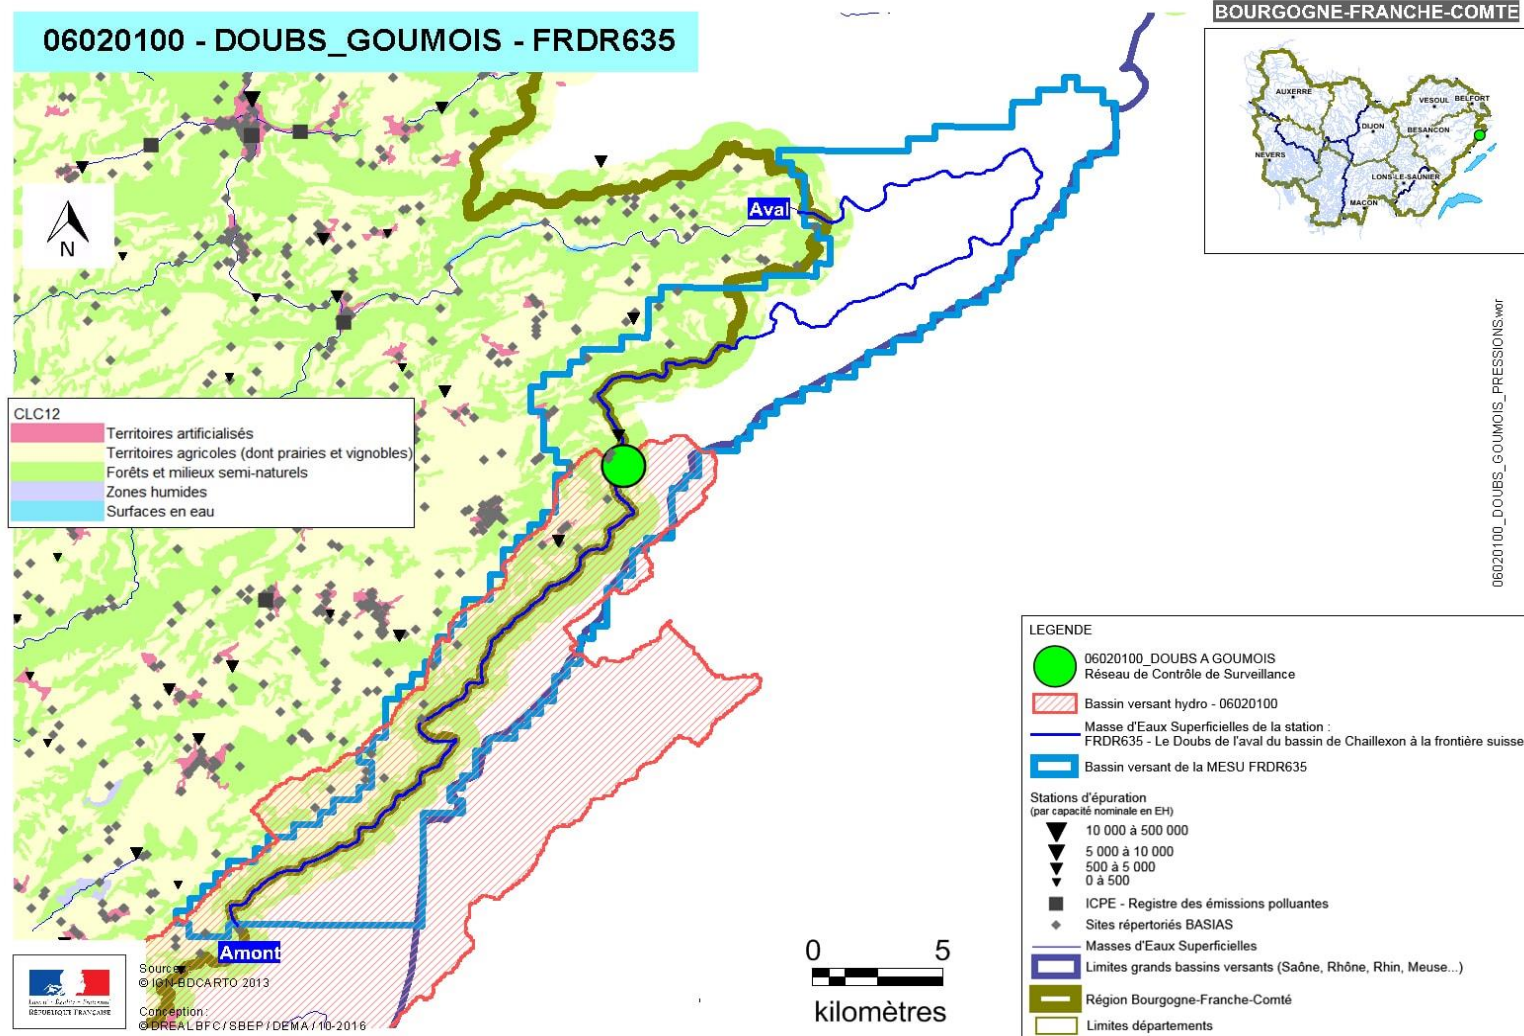 06020100 - DOUBS_GOUMOIS - FRDR635
BOURGOGNE-FRANCHE-COMTE
AUXERRE
VESOUL
BELFORT
DIJON
BESANCON
NEVERS
LONS-LE-SAUNIER
MACON
N
Aval
CLC12
Territoires artificialisés
Territoires agricoles (dont prairies et vignobles)
Forêts et milieux semi-naturels
Zones humides
Surfaces en eau
06020100_DOUBS_GOUMOIS_PRESSIONS.wor
LEGENDE
06020100_DOUBS A GOUMOIS
Réseau de Contrôle de Surveillance
Bassin versant hydro - 06020100
Masse d'Eaux Superficielles de la station :
FRDR635 - Le Doubs de l'aval du bassin de Chaillexon à la frontière suisse
Bassin versant de la MESU FRDR635
Stations d'épuration
(par capacité nominale en EH)
10 000 à 500 000
5 000 à 10 000
500 à 5 000
0 à 500
ICPE - Registre des émissions polluantes
Sites répertoriés BASIAS
Masses d'Eaux Superficielles
Limites grands bassins versants (Saône, Rhône, Rhin, Meuse...)
Région Bourgogne-Franche-Comté
Limites départements
Amont
0 5
kilomètres
Liberté • Égalité • Fraternité
RÉPUBLIQUE FRANÇAISE
Source :
© IGN-BDCARTO 2013
Conception :
© DREAL BFC / SBEP / DEMA / 10-2016